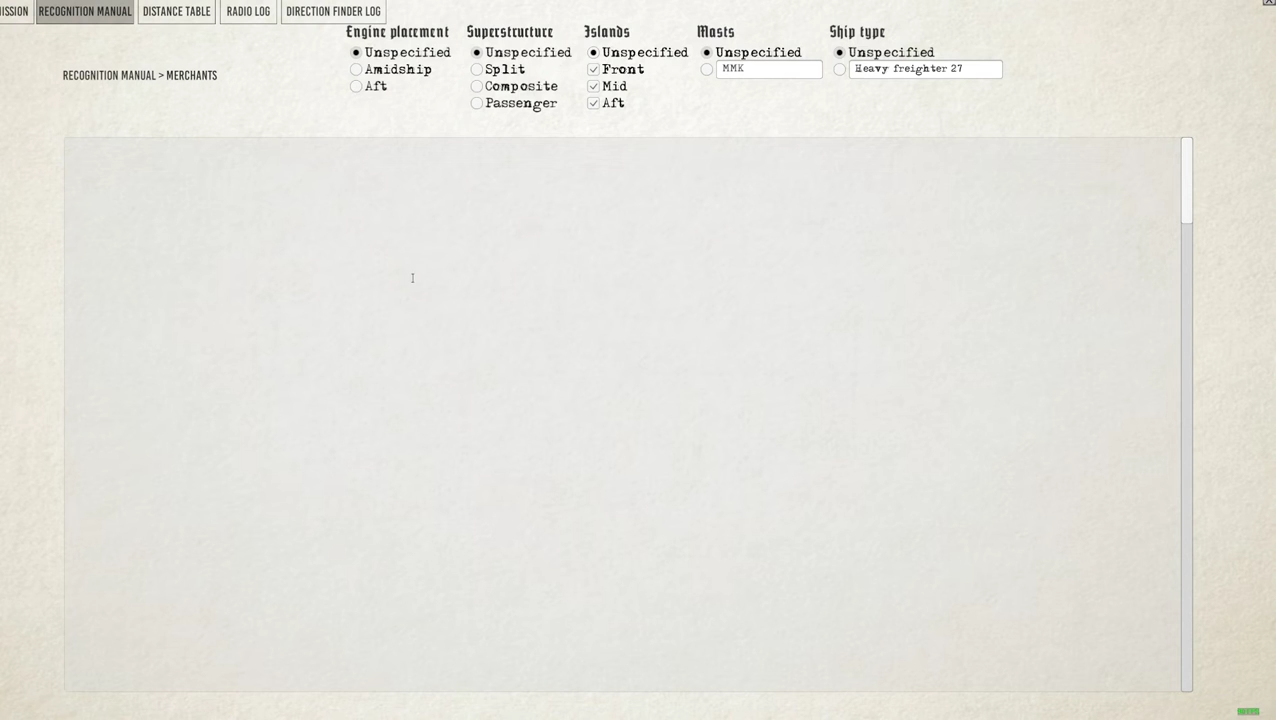 ISSION RECOGNITION MANUAL DISTANCE TABLE RADIO LOG DIRECTION FINDER LOG
Engine placement Superstructure Islands Masts Ship type
Unspecified Unspecified Unspecified Unspecified Unspecified
Amidship Split Front MMK Heavy freighter 27
RECOGNITION MANUAL > MERCHANTS
Aft Composite Mid
Passenger Aft